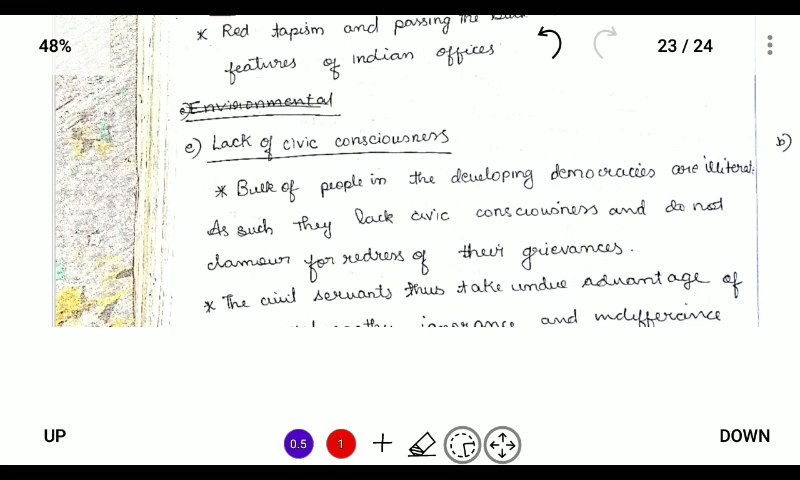 48%
23 / 24
* Red tapism and passing the
features of Indian offices
Environmental
e) Lack of civic consciousness
b)
* Bulk of people in the developing democracies are illiterat
As such they lack civic consciousness and do not
clamour for redress of their grievances.
* The civil servants thus take undue advantage of
ignorance and indifference
UP
0.5
1
DOWN